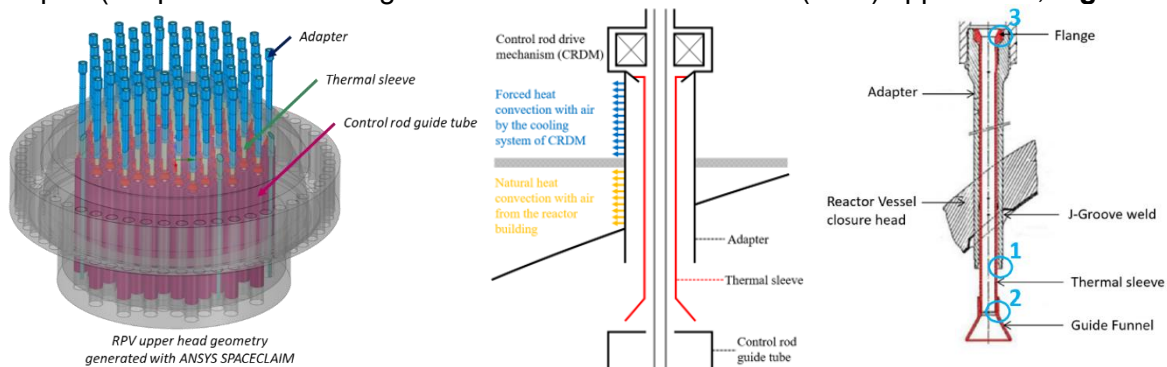 Adapter
Thermal sleeve
Control rod guide tube
RPV upper head geometry
generated with ANSYS SPACECLAIM
Control rod drive
mechanism (CRDM)
Forced heat
convection with air
by the cooling
system of CRDM
Natural heat
convection with air
from the reactor
building
Adapter
Thermal sleeve
Control rod
guide tube
3
Flange
Adapter
Reactor Vessel
closure head
J-Groove weld
1
Thermal sleeve
2
Guide Funnel